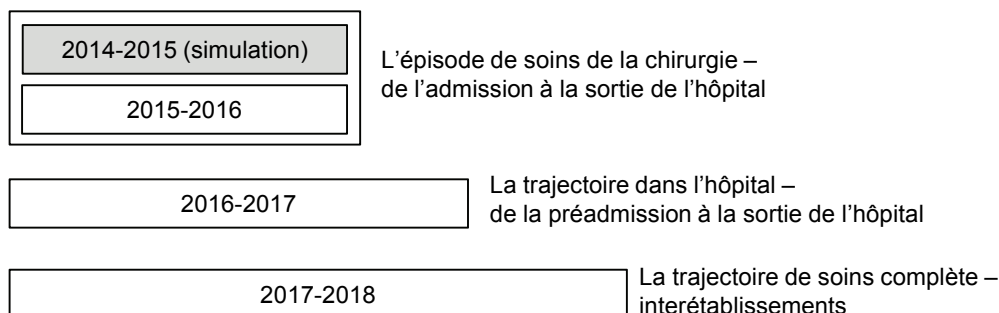 2014-2015 (simulation)
2015-2016
L’épisode de soins de la chirurgie –
de l’admission à la sortie de l’hôpital
2016-2017
La trajectoire dans l’hôpital –
de la préadmission à la sortie de l’hôpital
2017-2018
La trajectoire de soins complète –
interétablissements